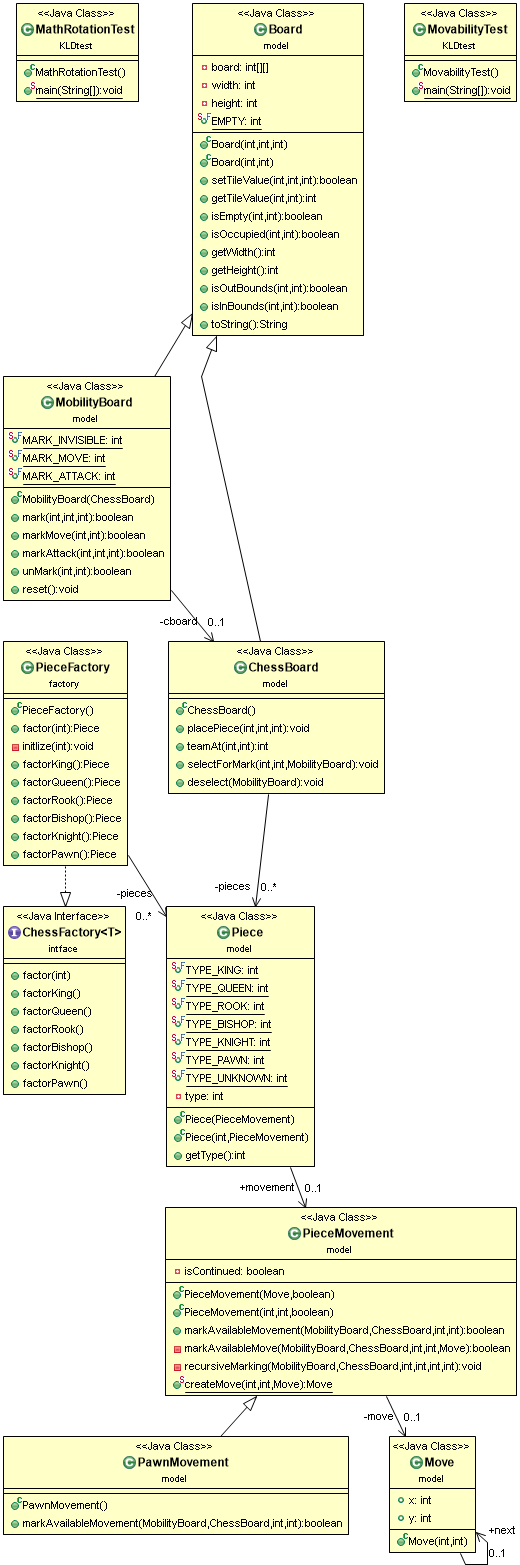 <<Java Class>>
MathRotationTest
KLDtest
MathRotationTest()
main(String[]):void
<<Java Class>>
Board
model
board: int[][]
width: int
height: int
EMPTY: int
Board(int,int,int)
Board(int,int)
setTileValue(int,int,int):boolean
getTileValue(int,int):int
isEmpty(int,int):boolean
isOccupied(int,int):boolean
getWidth():int
getHeight():int
isOutBounds(int,int):boolean
isInBounds(int,int):boolean
toString():String
<<Java Class>>
MovabilityTest
KLDtest
MovabilityTest()
main(String[]):void
<<Java Class>>
MobilityBoard
model
MARK_INVISIBLE: int
MARK_MOVE: int
MARK_ATTACK: int
MobilityBoard(ChessBoard)
mark(int,int,int):boolean
markMove(int,int,int):boolean
markAttack(int,int,int):boolean
unMark(int,int):boolean
reset():void
-cboard 0..1
<<Java Class>>
PieceFactory
factory
PieceFactory()
factor(int):Piece
initlize(int):void
factorKing():Piece
factorQueen():Piece
factorRook():Piece
factorBishop():Piece
factorKnight():Piece
factorPawn():Piece
<<Java Class>>
ChessBoard
model
ChessBoard()
placePiece(int,int,int):void
teamAt(int,int):int
selectForMark(int,int,MobilityBoard):void
deselect(MobilityBoard):void
-pieces
0..*
-pieces 0..*
<<Java Interface>>
ChessFactory<T>
intface
factor(int)
factorKing()
factorQueen()
factorRook()
factorBishop()
factorKnight()
factorPawn()
<<Java Class>>
Piece
model
TYPE_KING: int
TYPE_QUEEN: int
TYPE_ROOK: int
TYPE_BISHOP: int
TYPE_KNIGHT: int
TYPE_PAWN: int
TYPE_UNKNOWN: int
type: int
Piece(PieceMovement)
Piece(int,PieceMovement)
getType():int
+movement 0..1
<<Java Class>>
PieceMovement
model
isContinued: boolean
PieceMovement(Move,boolean)
PieceMovement(int,int,boolean)
markAvailableMovement(MobilityBoard,ChessBoard,int,int):boolean
markAvailableMove(MobilityBoard,ChessBoard,int,int,Move):boolean
recursiveMarking(MobilityBoard,ChessBoard,int,int,int,int):void
createMove(int,int,Move):Move
-move 0..1
<<Java Class>>
PawnMovement
model
PawnMovement()
markAvailableMovement(MobilityBoard,ChessBoard,int,int):boolean
<<Java Class>>
Move
model
x: int
y: int
Move(int,int)
+next
0..1